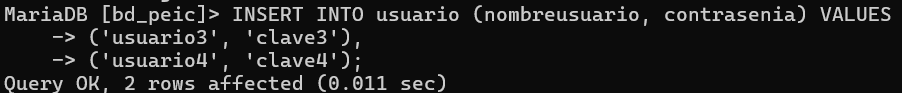 MariaDB [bd_peic]> INSERT INTO usuario (nombreusuario, contrasenia) VALUES
    -> ('usuario3', 'clave3'),
    -> ('usuario4', 'clave4');
Query OK, 2 rows affected (0.011 sec)